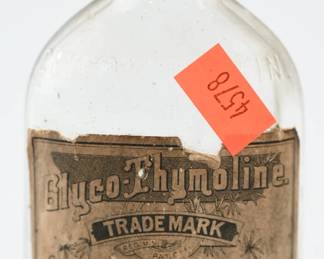 4578
Glyco-Thymoline.
TRADE MARK